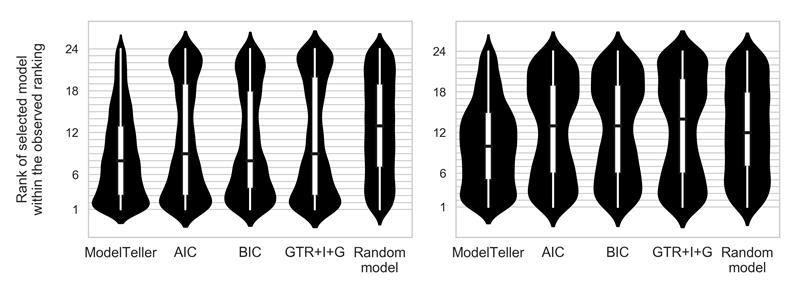 Rank of selected model
within the observed ranking
24
18
12
6
1
ModelTeller
AIC
BIC
GTR+I+G
Random
model
24
18
12
6
1
ModelTeller
AIC
BIC
GTR+I+G
Random
model